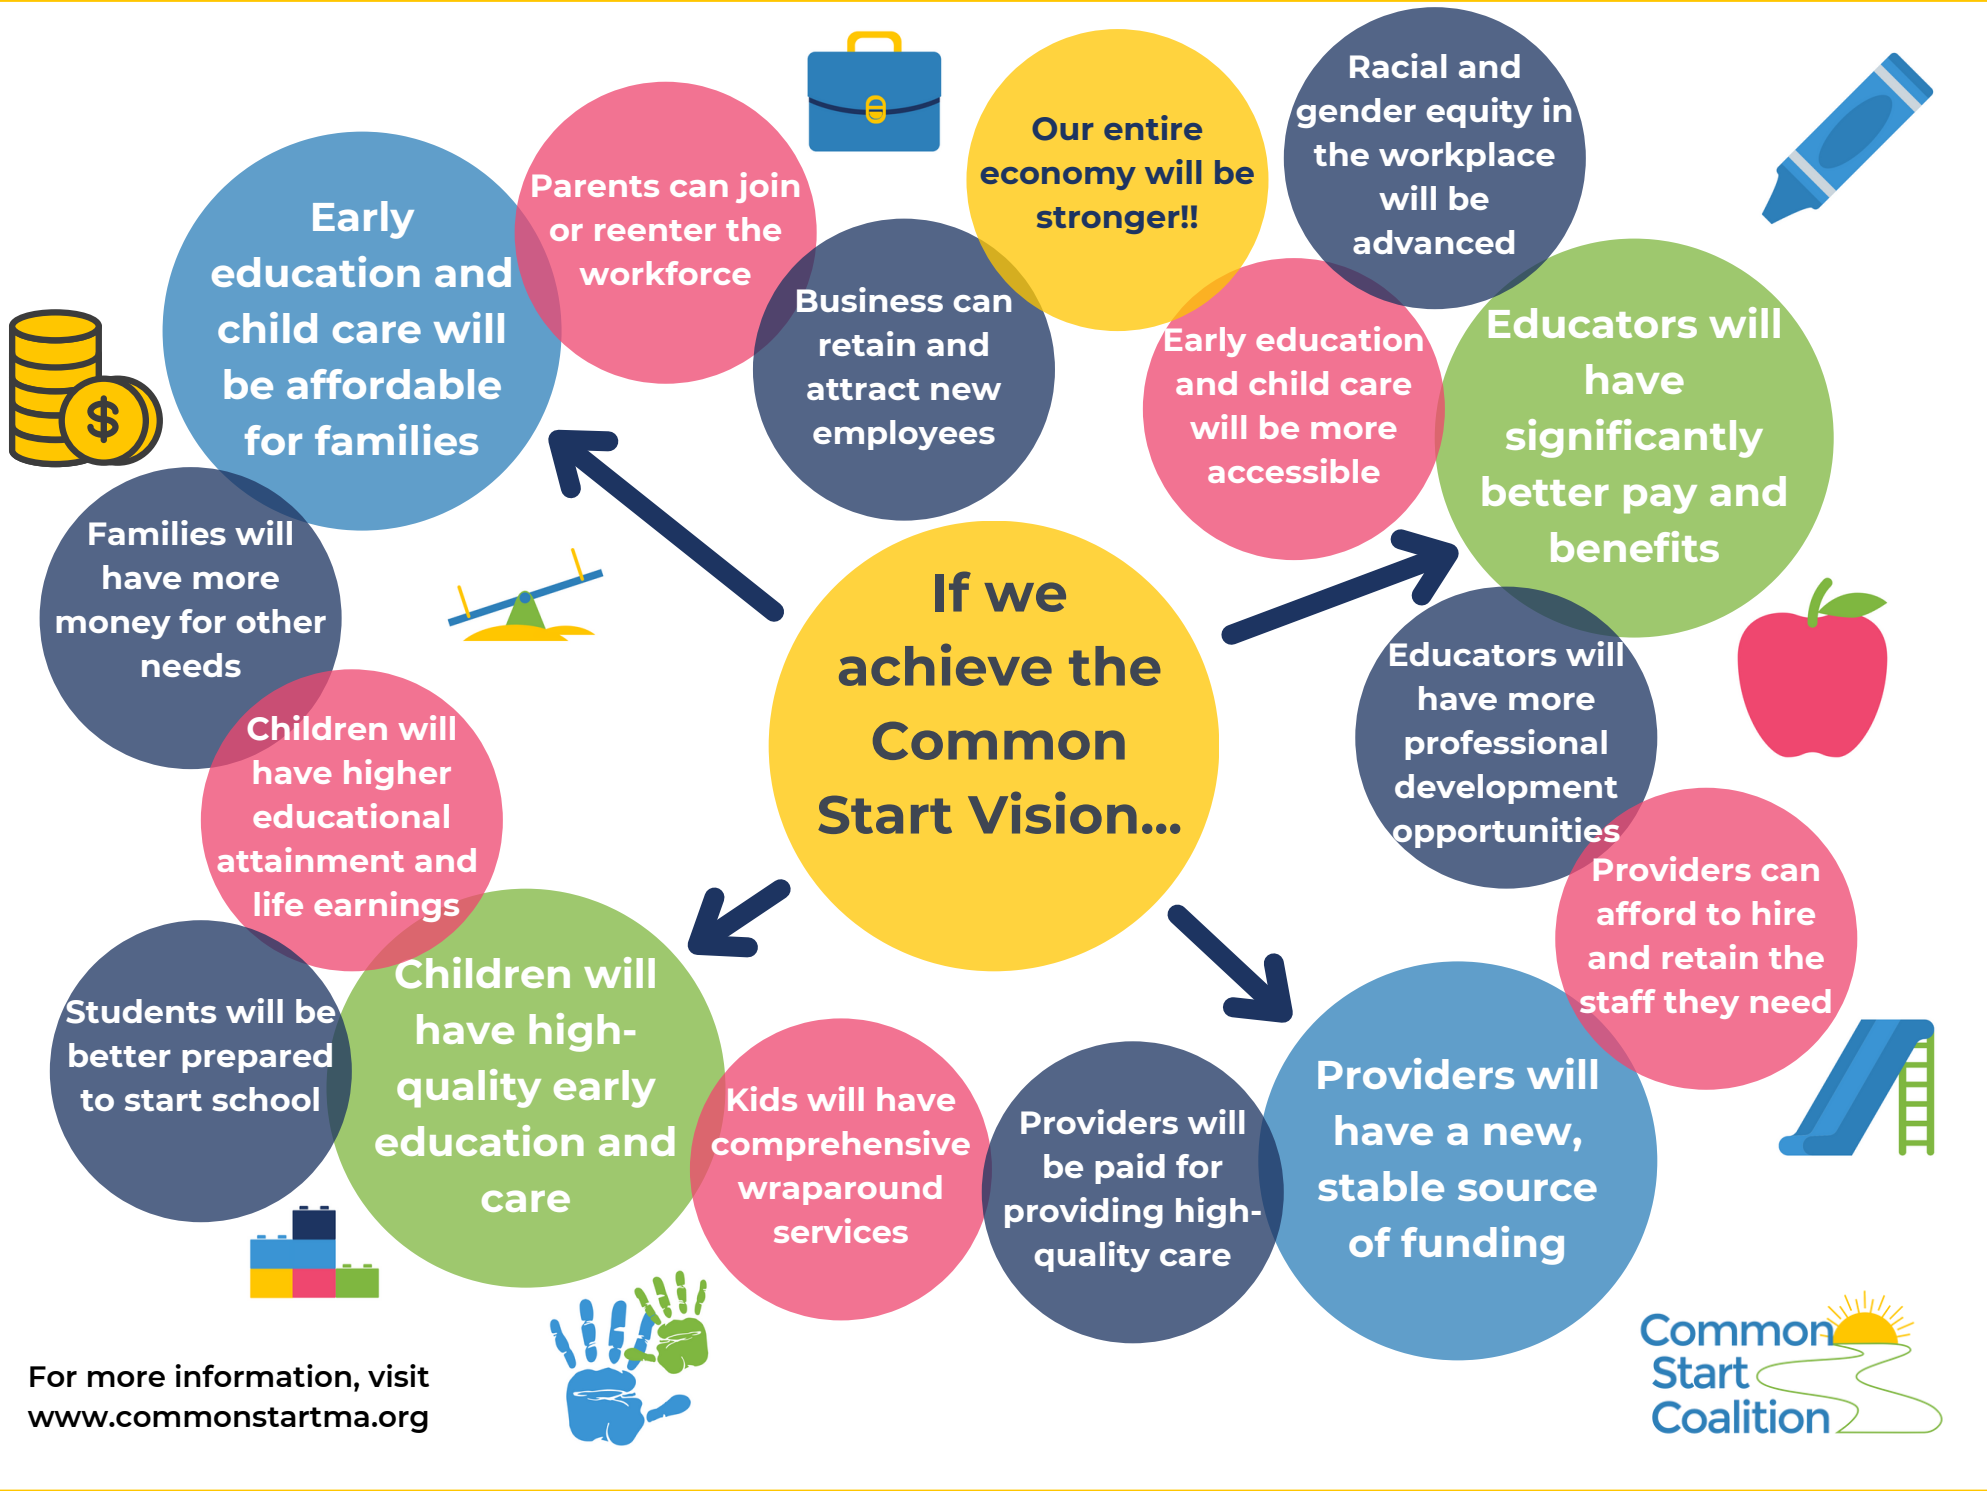 Early
education and
child care will
be affordable
for families
Parents can join
or reenter the
workforce
Business can
retain and
attract new
employees
Our entire
economy will be
stronger!!
Early education
and child care
will be more
accessible
Racial and
gender equity in
the workplace
will be
advanced
Educators will
have
significantly
better pay and
benefits
Families will
have more
money for other
needs
Children will
have higher
educational
attainment and
life earnings
If we
achieve the
Common
Start Vision...
Educators will
have more
professional
development
opportunities
Providers can
afford to hire
and retain the
staff they need
Students will be
better prepared
to start school
Children will
have high-
quality early
education and
care
Kids will have
comprehensive
wraparound
services
Providers will
be paid for
providing high-
quality care
Providers will
have a new,
stable source
of funding
For more information, visit
www.commonstartma.org
Common
Start
Coalition
$